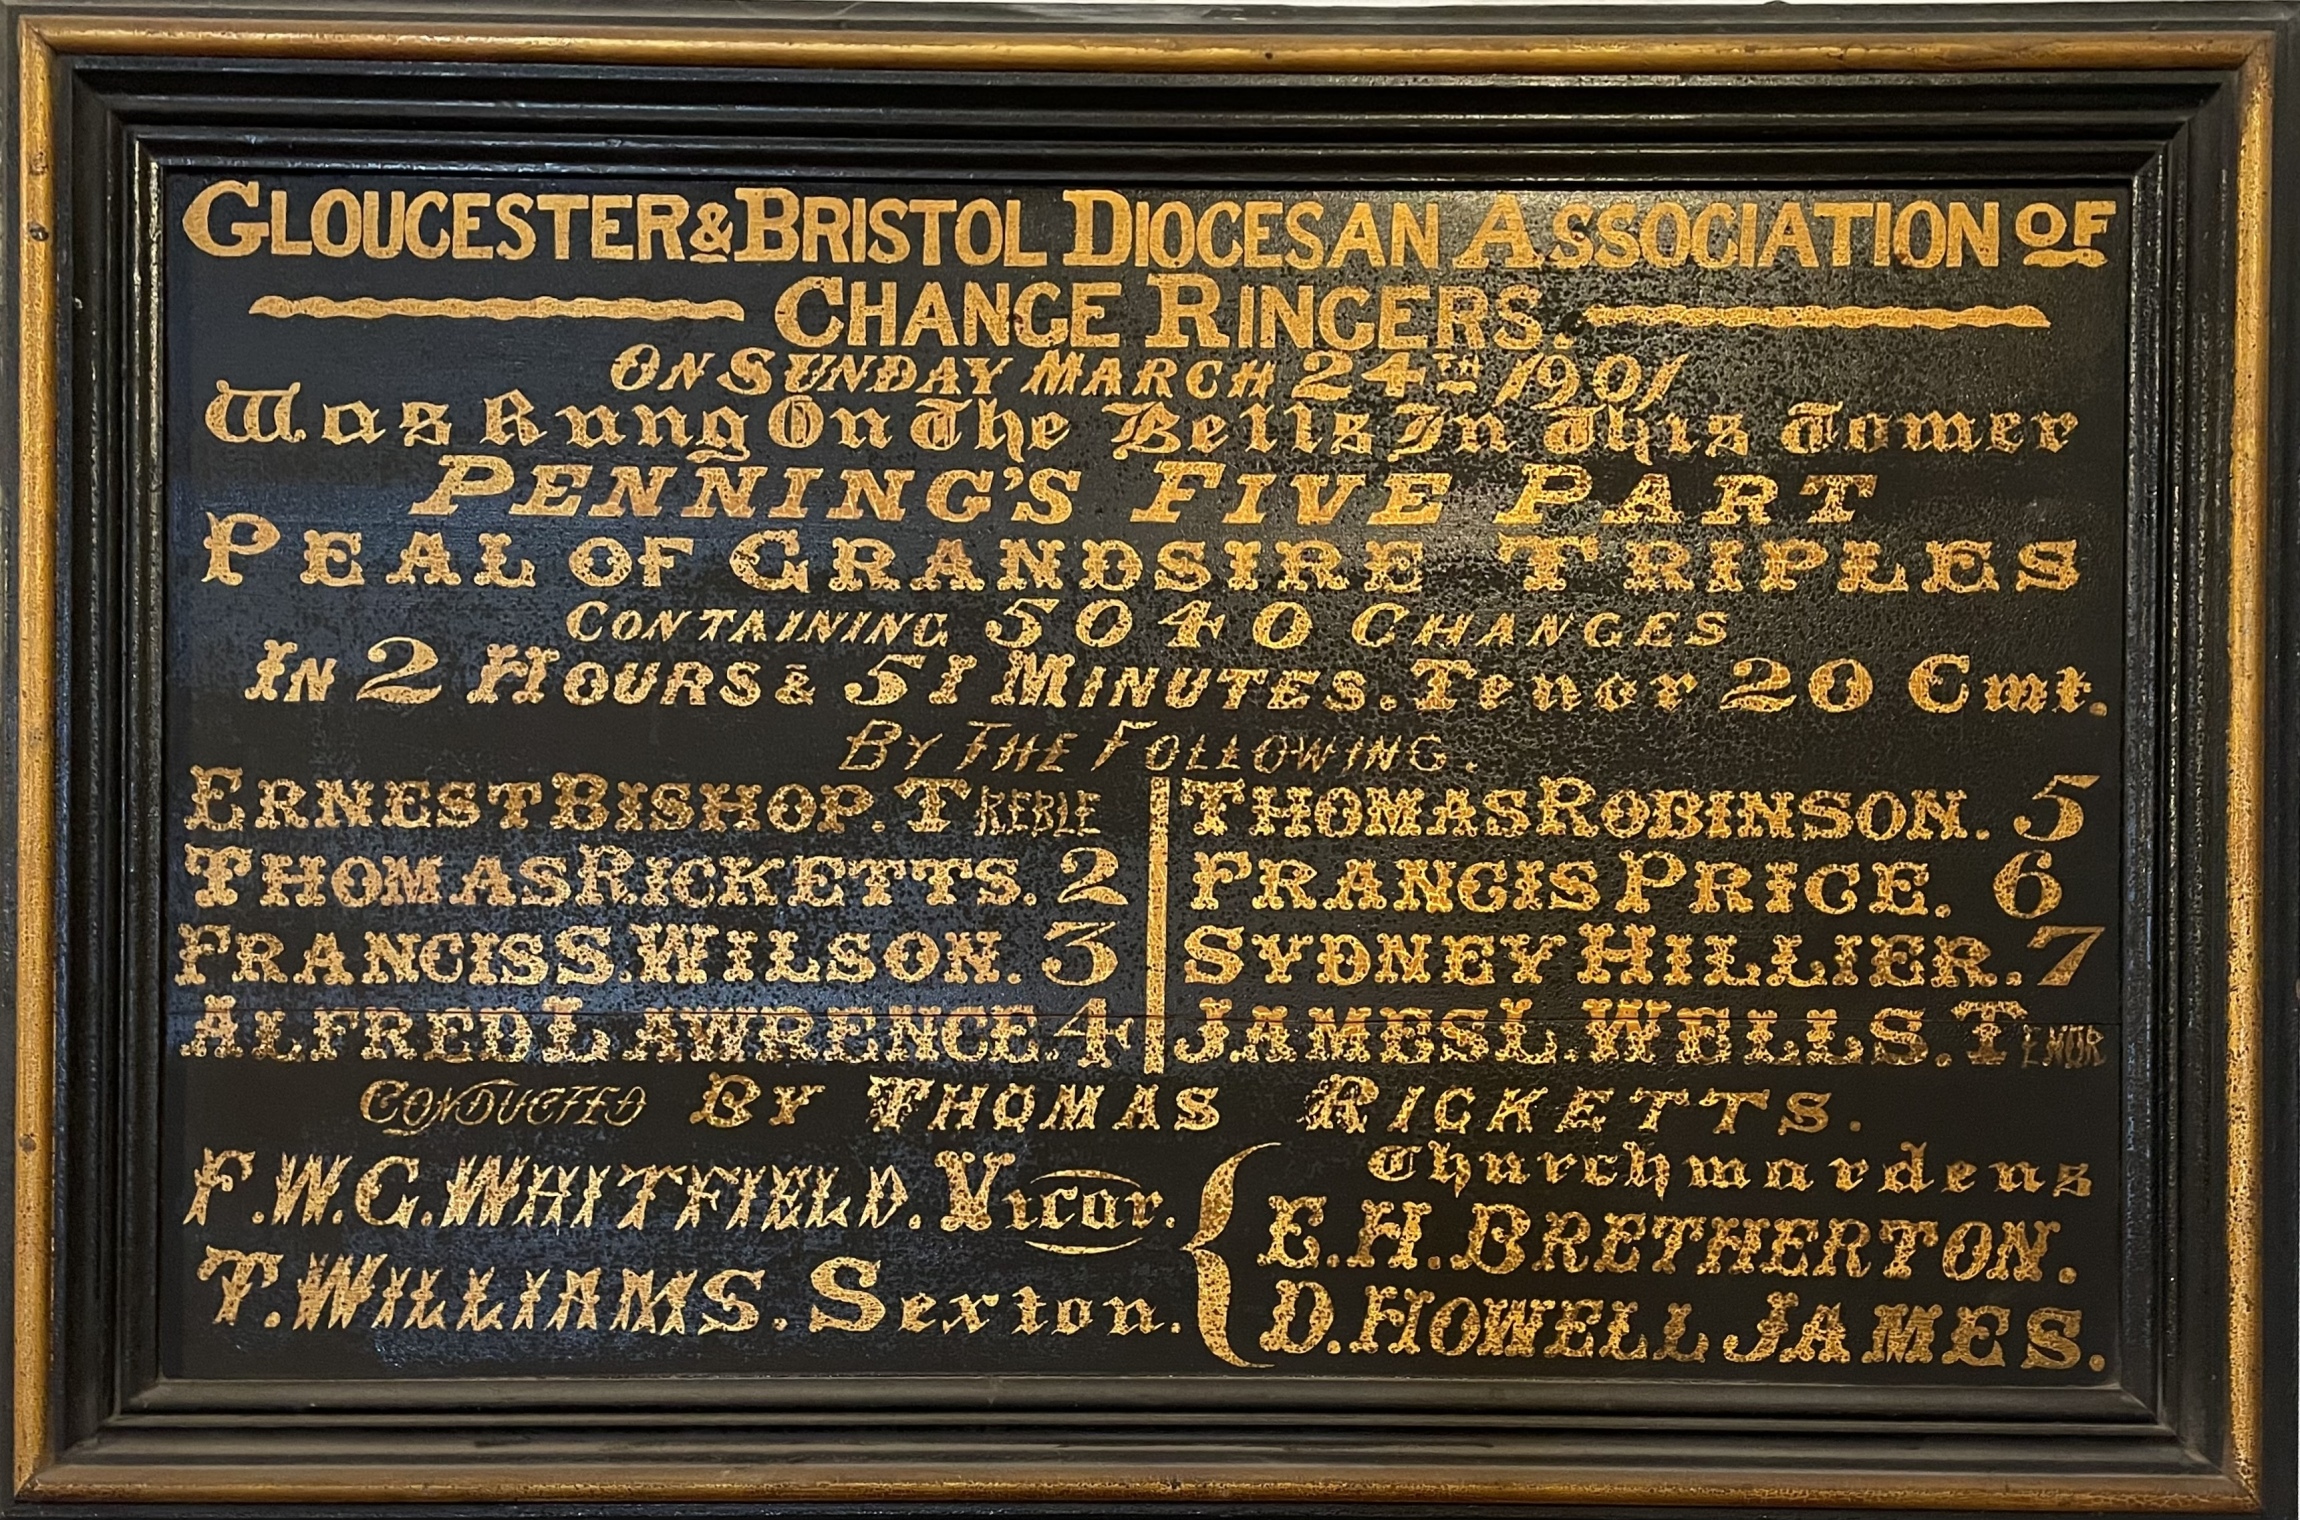 GLOUCESTER & BRISTOL DIOCESAN ASSOCIATION OF
CHANGE RINGERS.
ON SUNDAY MARCH 24TH 1901
Was Rung On The Bells In This Tower
PENNING'S FIVE PART
PEAL OF GRANDSIRE TRIPLES
CONTAINING 5040 CHANGES
IN 2 HOURS & 51 MINUTES. Tenor 20 Cwt.
BY THE FOLLOWING.
ERNEST BISHOP. TREBLE
THOMAS RICKETTS. 2
FRANCIS S. WILSON. 3
ALFRED LAWRENCE. 4
THOMAS ROBINSON. 5
FRANCIS PRICE. 6
SYDNEY HILLIER. 7
JAMES L. WELLS. TENOR
CONDUCTED BY THOMAS RICKETTS.
F.W.G. WHITFIELD. Vicar.
T. WILLIAMS. Sexton.
Churchwardens
E.H. BRETHERTON.
D. HOWELL JAMES.